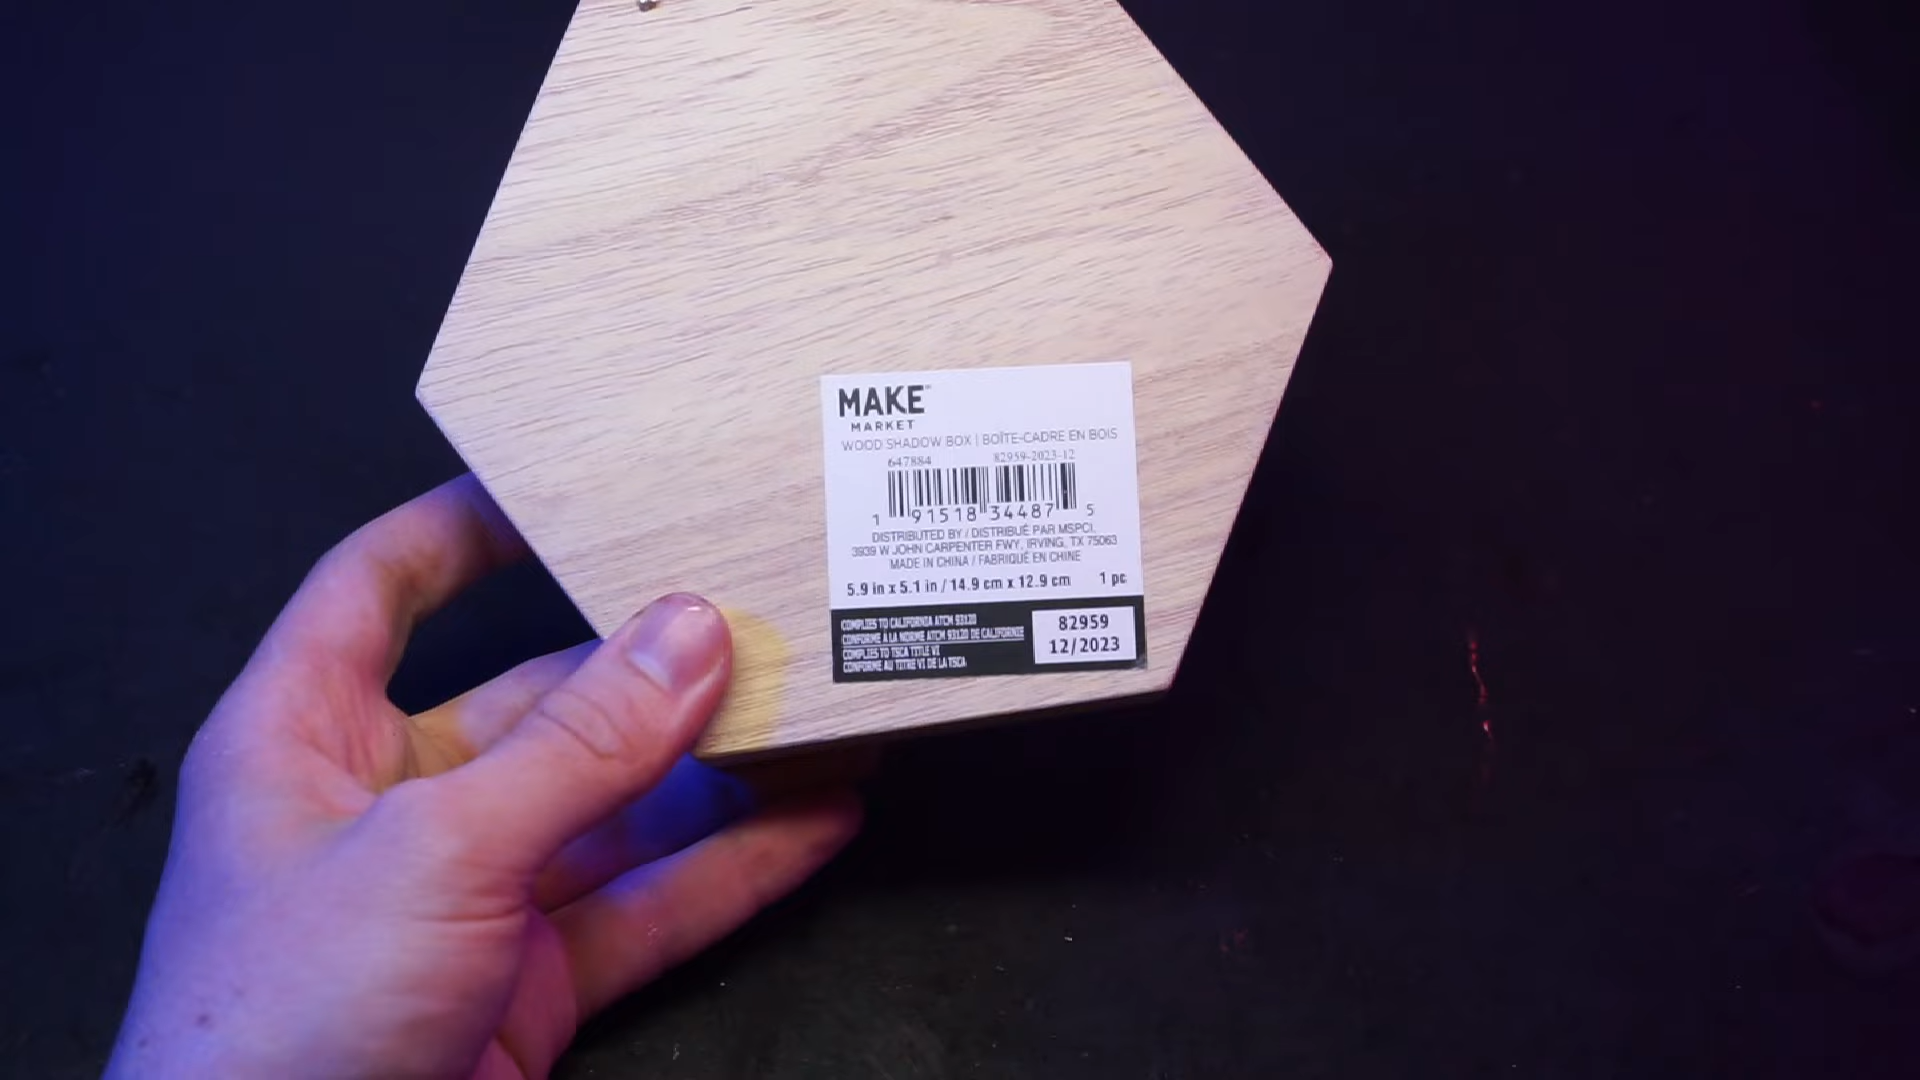 MAKE™
MARKET
WOOD SHADOW BOX | BOÎTE-CADRE EN BOIS
647884 82959-2023-12
1 91518 34487 5
DISTRIBUTED BY / DISTRIBUÉ PAR MSPCI,
3939 W JOHN CARPENTER FWY, IRVING, TX 75063
MADE IN CHINA / FABRIQUÉ EN CHINE
5.9 in x 5.1 in / 14.9 cm x 12.9 cm 1 pc
COMPLIES TO CALIFORNIA ATCM 93120
CONFORME À LA NORME ATCM 93120 DE CALIFORNIE
COMPLIES TO TSCA TITLE VI
CONFORME AU TITRE VI DE LA TSCA
82959
12/2023